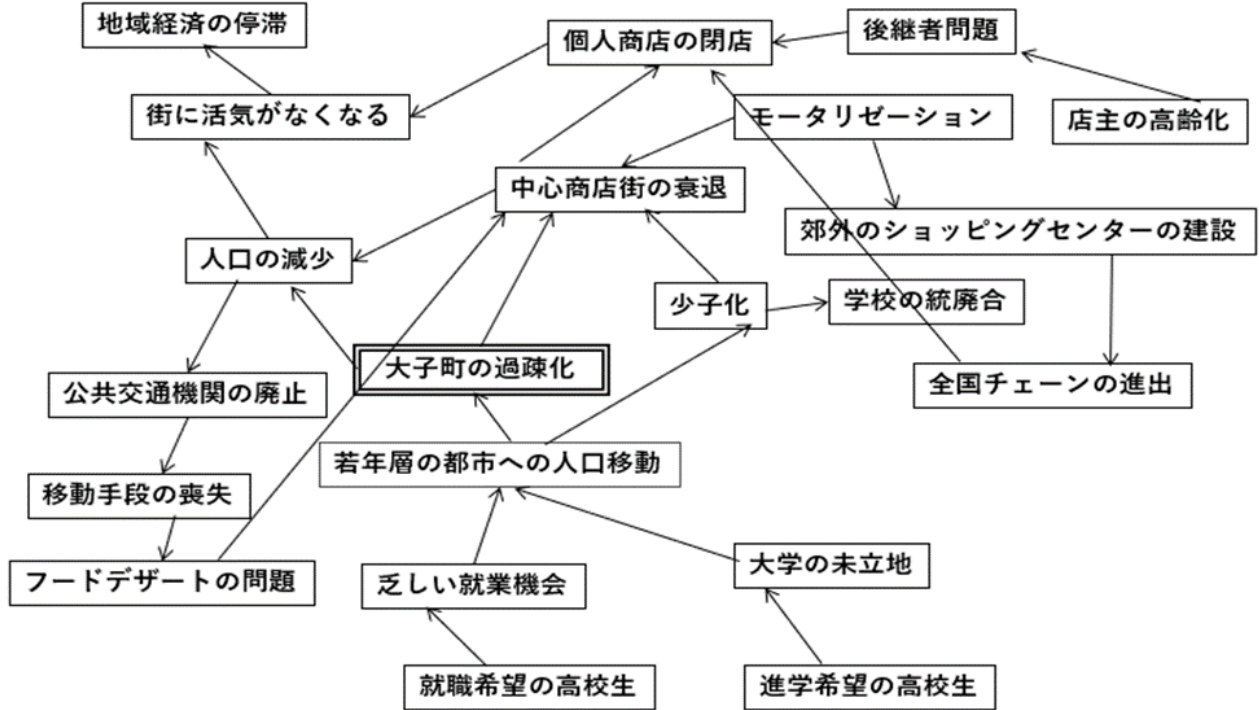 地域経済の停滞
個人商店の閉店
後継者問題
街に活気がなくなる
モータリゼーション
店主の高齢化
中心商店街の衰退
郊外のショッピングセンターの建設
人口の減少
少子化
学校の統廃合
大子町の過疎化
全国チェーンの進出
公共交通機関の廃止
若年層の都市への人口移動
移動手段の喪失
フードデザートの問題
乏しい就業機会
大学の未立地
就職希望の高校生
進学希望の高校生